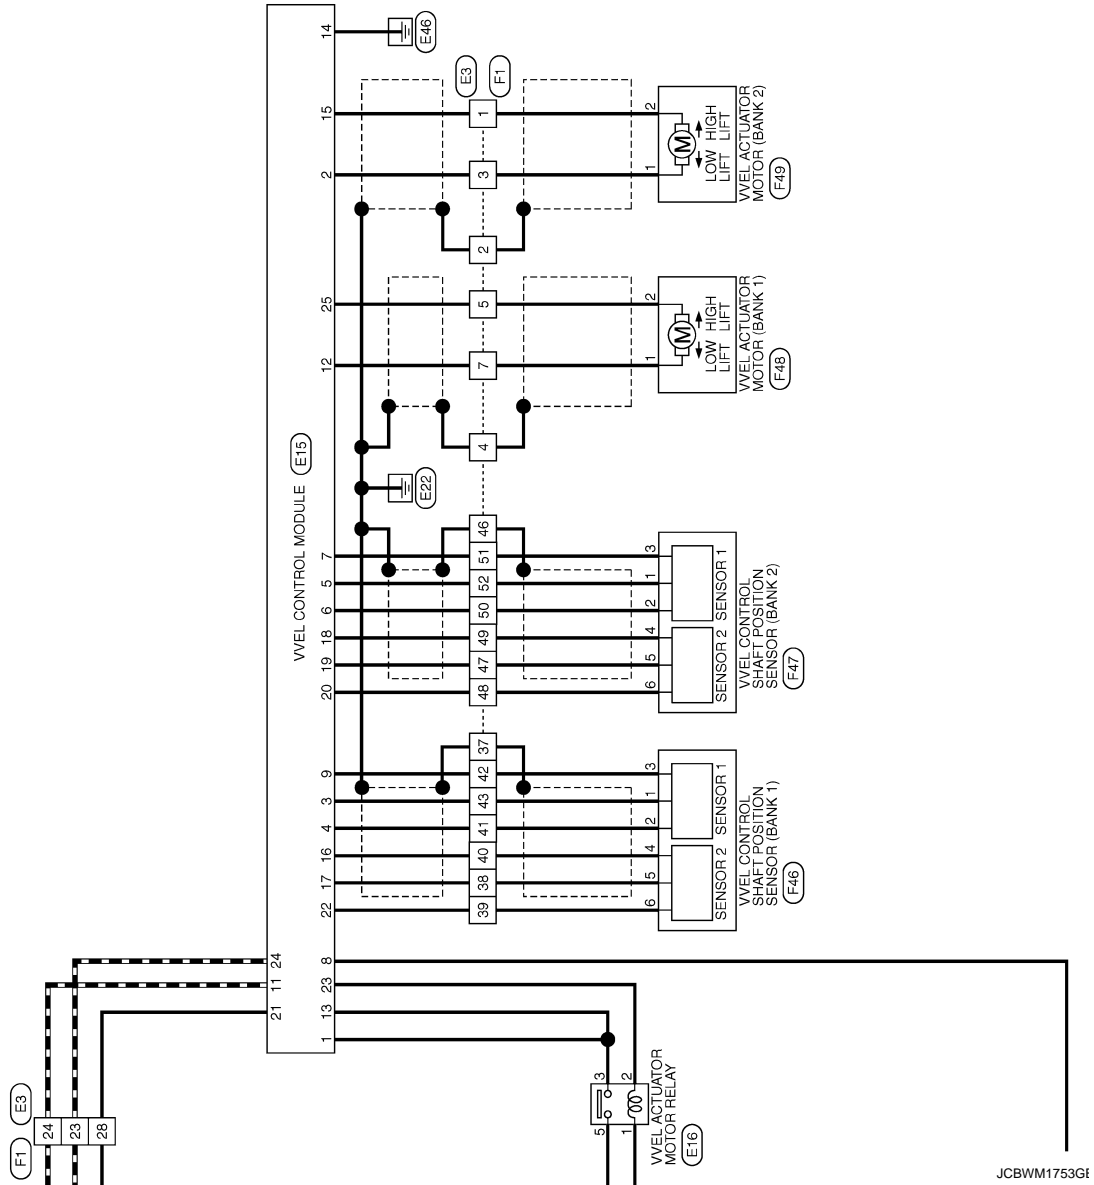 14
E46
E3
F1
15
1
2
2
3
1
LOW LIFT
HIGH LIFT
M
VVEL ACTUATOR
MOTOR (BANK 2)
F49
2
25
5
2
12
7
1
LOW LIFT
HIGH LIFT
M
VVEL ACTUATOR
MOTOR (BANK 1)
F48
4
VVEL CONTROL MODULE
E15
E22
46
7
51
3
5
52
1
6
50
2
18
49
4
19
47
5
20
48
6
SENSOR 1
SENSOR 2
VVEL CONTROL
SHAFT POSITION
SENSOR (BANK 2)
F47
37
9
42
3
3
43
1
4
41
2
16
40
4
17
38
5
22
39
6
SENSOR 1
SENSOR 2
VVEL CONTROL
SHAFT POSITION
SENSOR (BANK 1)
F46
24
8
11
23
21
13
1
3
2
5
1
VVEL ACTUATOR
MOTOR RELAY
E16
E3
24
23
28
F1
JCBWM1753G